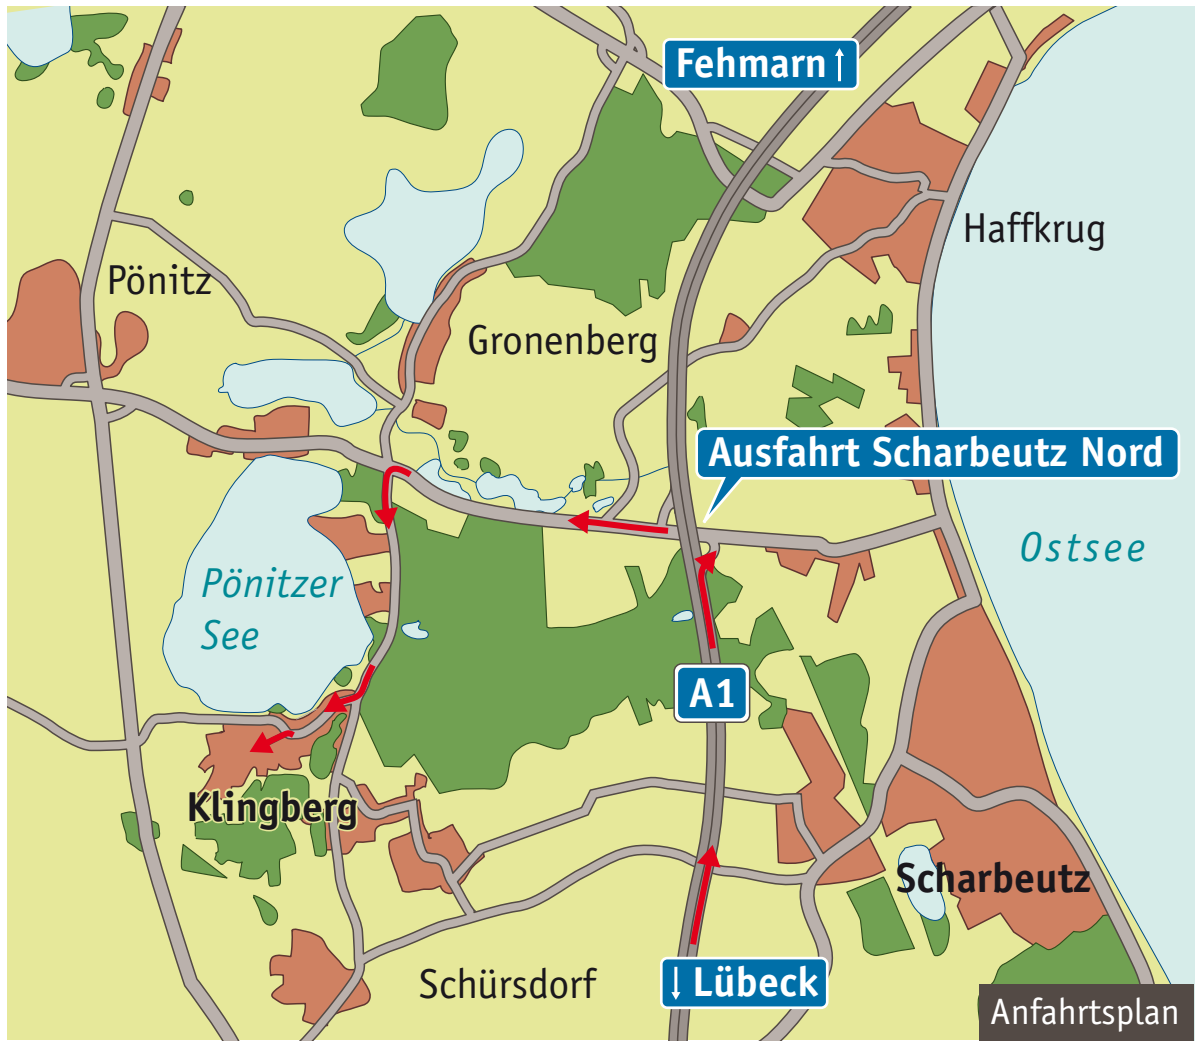 Fehmarn ↑
Haffkrug
Pönitz
Gronenberg
Ausfahrt Scharbeutz Nord
Ostsee
Pönitzer
See
A1
Klingberg
Scharbeutz
Schürsdorf
↓ Lübeck
Anfahrtsplan